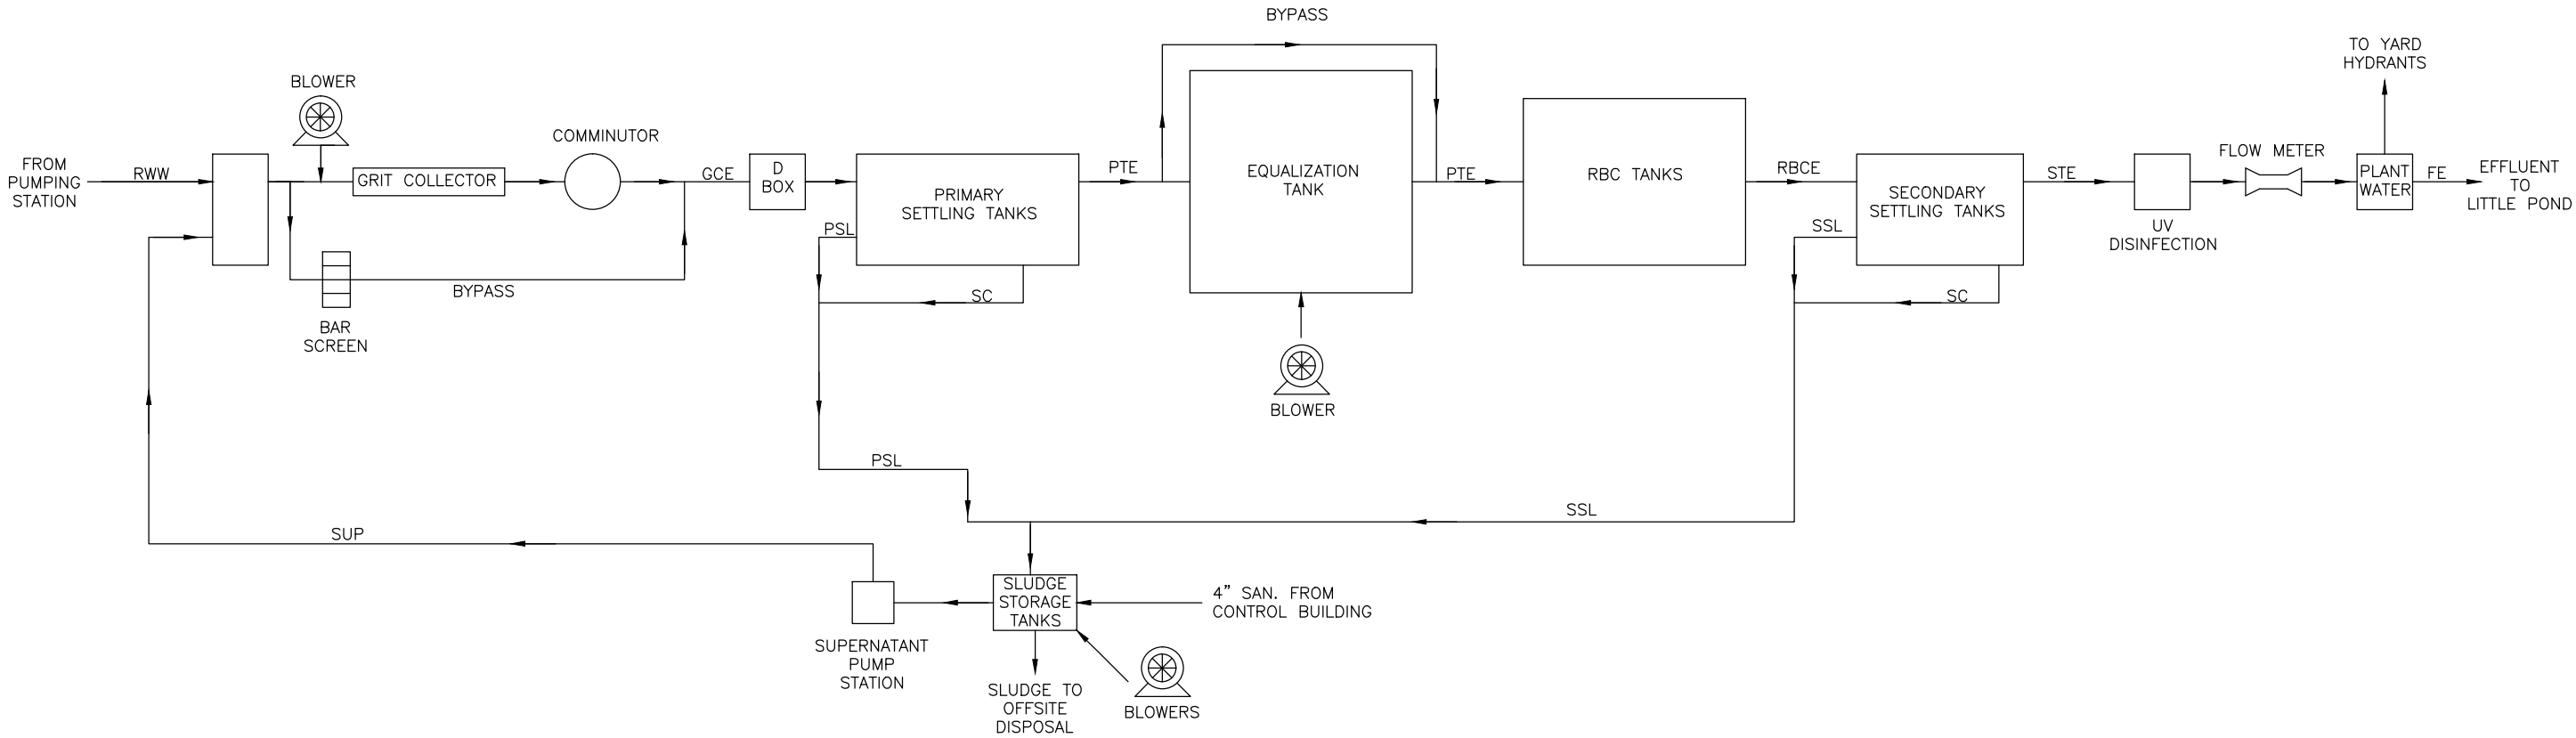 BYPASS
TO YARD
HYDRANTS
BLOWER
COMMINUTOR
FROM
PUMPING
STATION
RWW
GRIT COLLECTOR
GCE
D
BOX
PRIMARY
SETTLING TANKS
PTE
EQUALIZATION
TANK
PTE
RBC TANKS
RBCE
SECONDARY
SETTLING TANKS
STE
FLOW METER
PLANT
WATER
FE
EFFLUENT
TO
LITTLE POND
UV
DISINFECTION
PSL
SSL
BYPASS
SC
SC
BAR
SCREEN
BLOWER
PSL
SSL
SUP
SLUDGE
STORAGE
TANKS
4" SAN. FROM
CONTROL BUILDING
SUPERNATANT
PUMP
STATION
SLUDGE TO
OFFSITE
DISPOSAL
BLOWERS